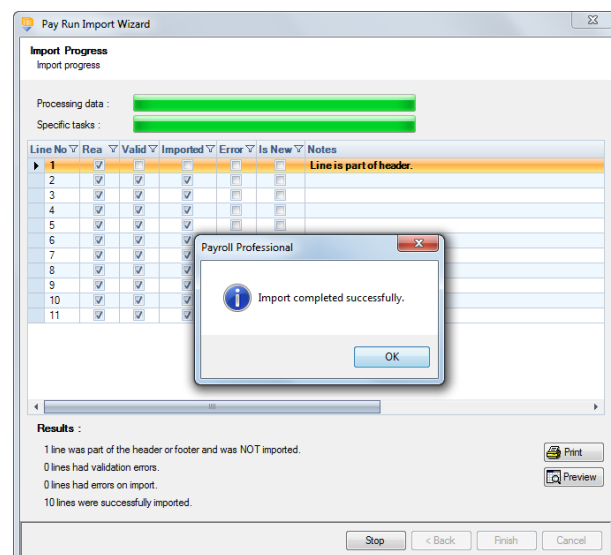 Pay Run Import Wizard
Import Progress
Import progress
Processing data :
Specific tasks :
Line No Rea Valid Imported Error Is New Notes
1 Line is part of header.
2
3
4
5
6
7
8
9
10
11
Payroll Professional
Import completed successfully.
OK
Results :
1 line was part of the header or footer and was NOT imported.
0 lines had validation errors.
0 lines had errors on import.
10 lines were successfully imported.
Print
Preview
Stop
< Back
Finish
Cancel